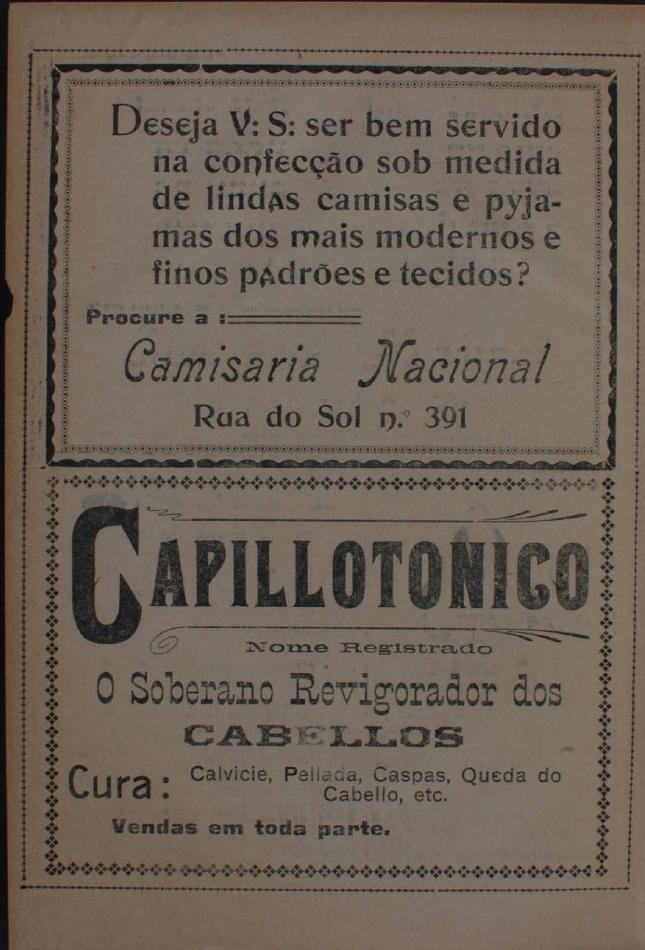 Deseja V: S: ser bem servido
na confecção sob medida
de lindas camisas e pyja-
mas dos mais modernos e
finos padrões e tecidos?
Procure a :
Camisaria Nacional
Rua do Sol n.º 391
CAPILLOTONICO
Nome Registrado
O Soberano Revigorador dos
CABELLOS
Cura: Calvicie, Pellada, Caspas, Queda do
Cabello, etc.
Vendas em toda parte.